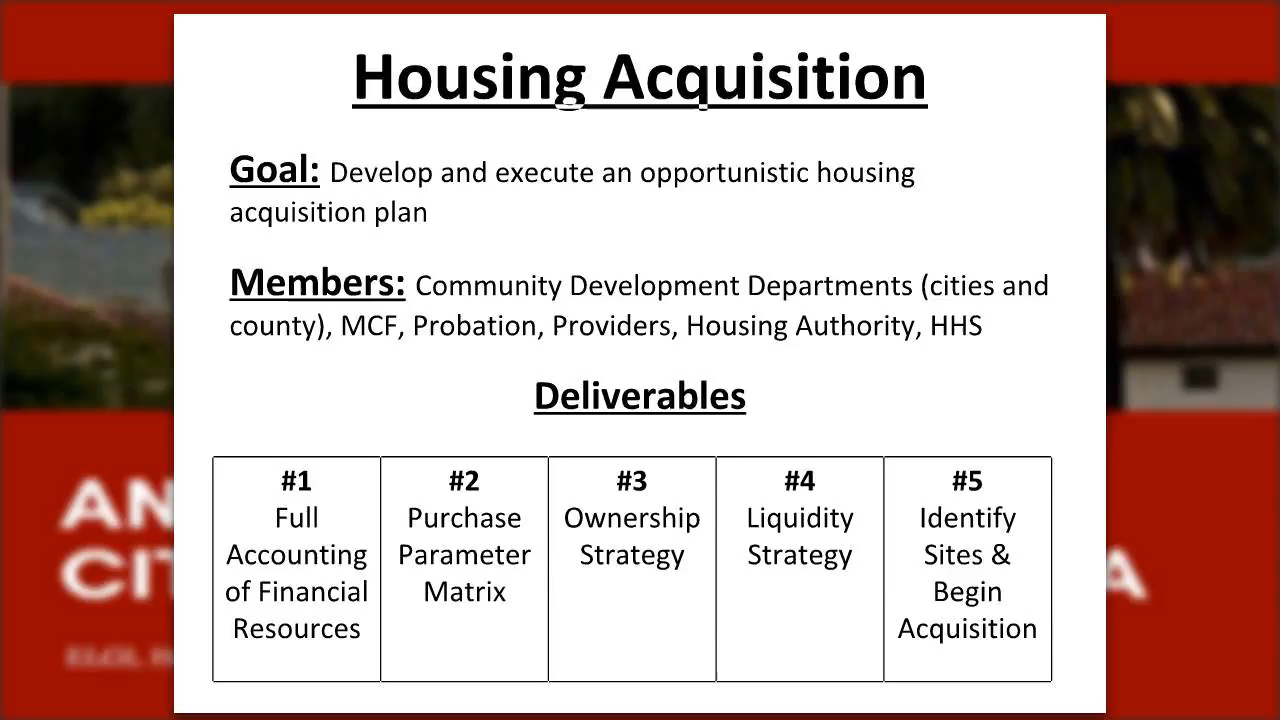 Housing Acquisition
Goal: Develop and execute an opportunistic housing
acquisition plan
Members: Community Development Departments (cities and
county), MCF, Probation, Providers, Housing Authority, HHS
Deliverables
#1
Full
Accounting
of Financial
Resources
#2
Purchase
Parameter
Matrix
#3
Ownership
Strategy
#4
Liquidity
Strategy
#5
Identify
Sites &
Begin
Acquisition
AN
CIT
A